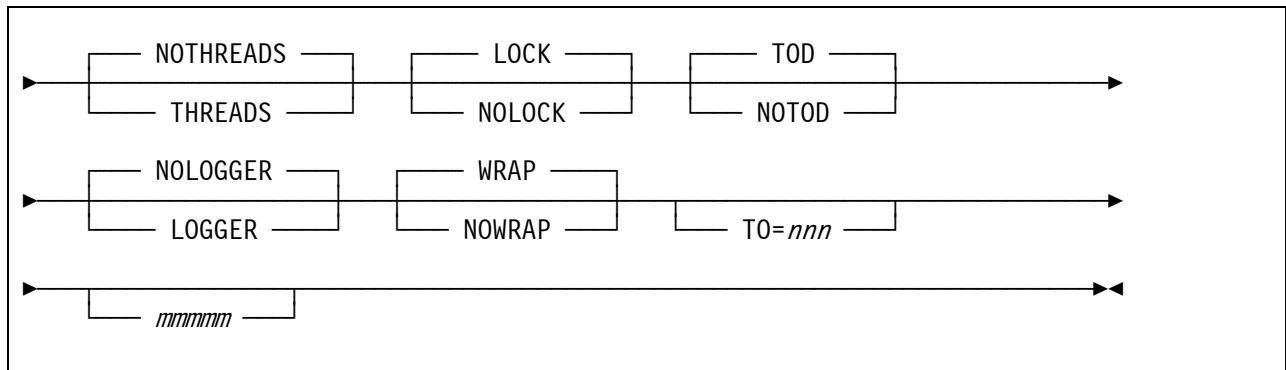 NOTHREADS LOCK TOD
THREADS NOLOCK NOTOD
NOLOGGER WRAP
LOGGER NOWRAP TO=nnn
mmmmm